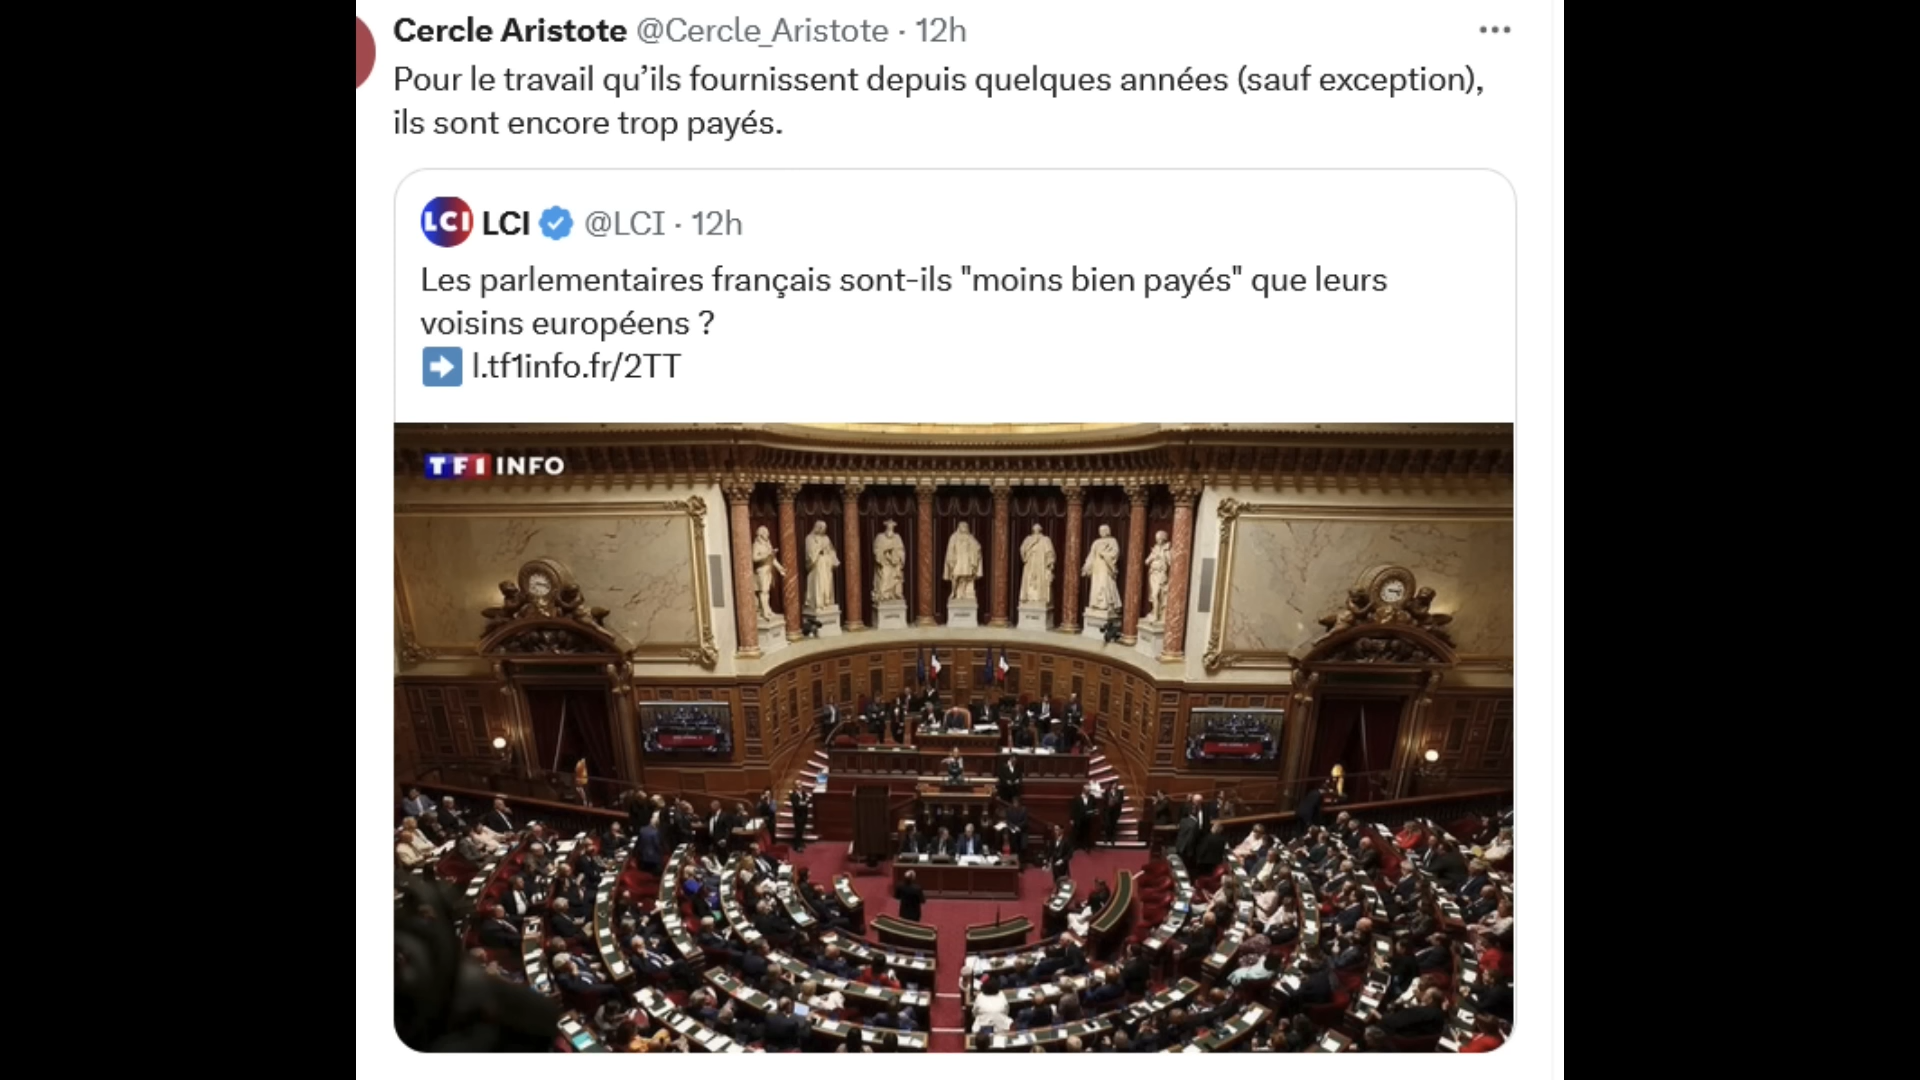 Cercle Aristote @Cercle_Aristote · 12h
Pour le travail qu’ils fournissent depuis quelques années (sauf exception),
ils sont encore trop payés.
LCI LCI @LCI · 12h
Les parlementaires français sont-ils "moins bien payés" que leurs
voisins européens ?
l.tf1info.fr/2TT
TF1 INFO